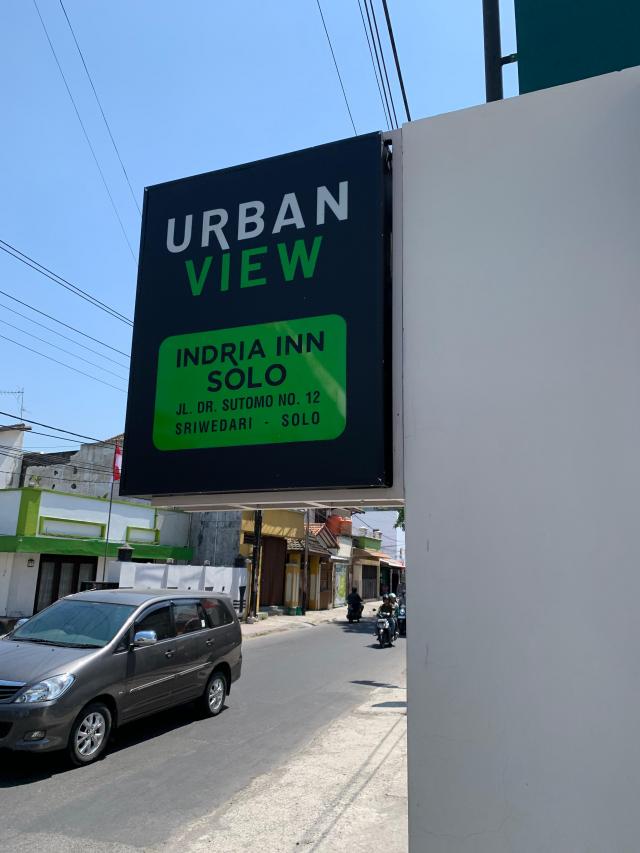 URBAN
VIEW
INDRIA INN
SOLO
JL. DR. SUTOMO NO. 12
SRIWEDARI - SOLO